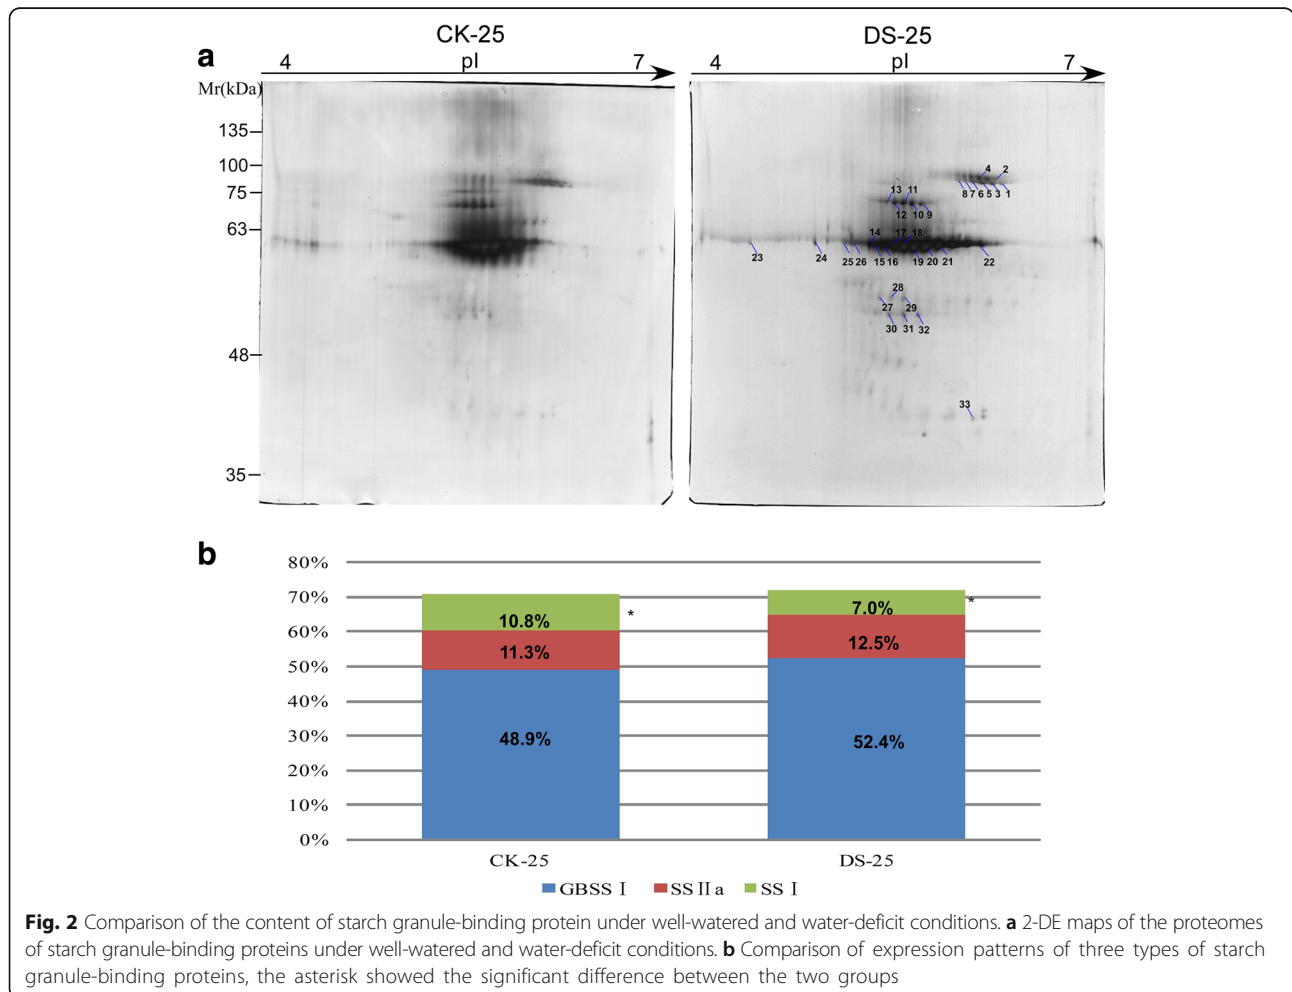 a
CK-25
DS-25
4 pI 7
4 pI 7
Mr(kDa)
135
100
75
63
48
35
4 2
8 7 6 5 3 1
13 11
12 10 9
14 17 18
23 24 25 26 15 16 19 20 21 22
28
27 29
30 31 32
33
b
80%
70%
60%
50%
40%
30%
20%
10%
0%
10.8% *
11.3%
48.9%
7.0% *
12.5%
52.4%
CK-25 DS-25
GBSS Ⅰ SSⅡa SS Ⅰ
Fig. 2 Comparison of the content of starch granule-binding protein under well-watered and water-deficit conditions. a 2-DE maps of the proteomes
of starch granule-binding proteins under well-watered and water-deficit conditions. b Comparison of expression patterns of three types of starch
granule-binding proteins, the asterisk showed the significant difference between the two groups